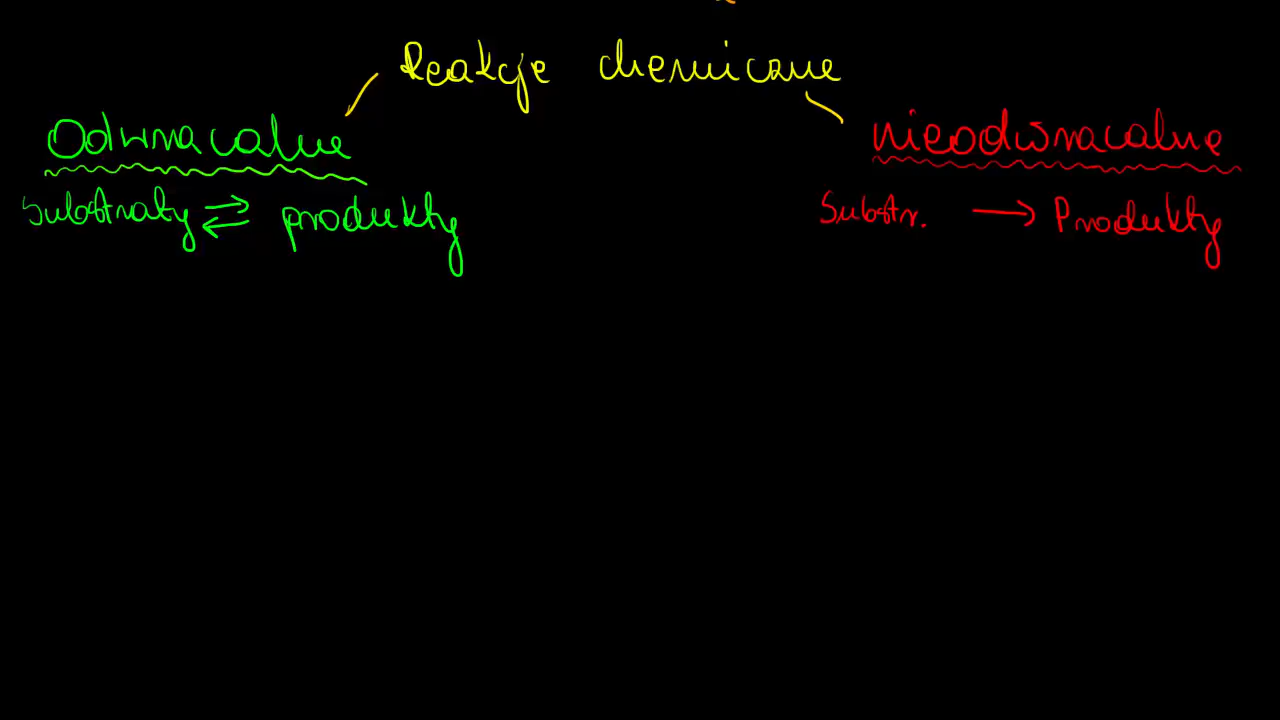 Reakcje chemiczne
Odwracalne
nieodwracalne
Substraty ⇄ produkty
Substr. → Produkty